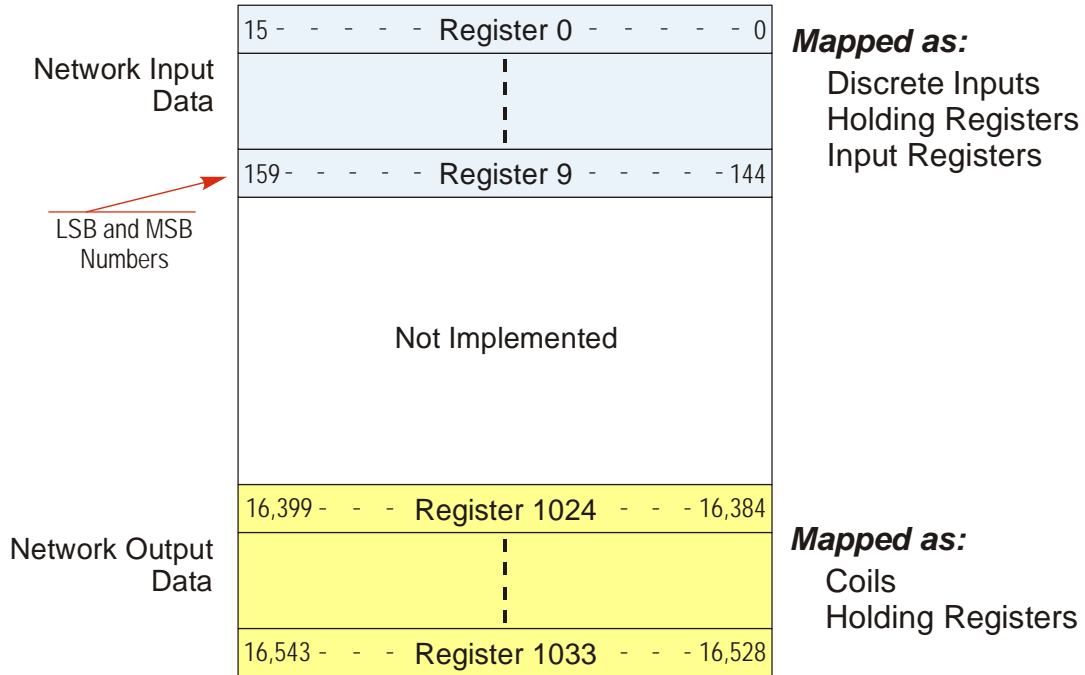 15 - - - - - Register 0 - - - - - 0
Network Input
Data
Mapped as:
Discrete Inputs
Holding Registers
Input Registers
159 - - - - - Register 9 - - - - - 144
LSB and MSB
Numbers
Not Implemented
16,399 - - - Register 1024 - - - 16,384
Network Output
Data
Mapped as:
Coils
Holding Registers
16,543 - - - Register 1033 - - - 16,528